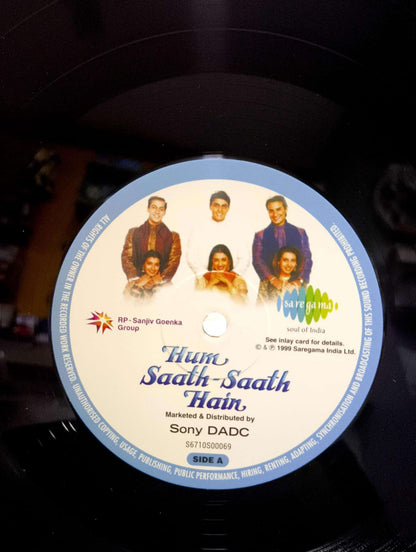 ALL RIGHTS OF THE OWNER IN THE RECORDED WORK RESERVED. UNAUTHORISED COPYING, USAGE, PUBLISHING, PUBLIC PERFORMANCE, HIRING, RENTING, ADAPTING, SYNCHRONISATION AND BROADCASTING OF THIS SOUND RECORDING PROHIBITED.
saregama
soul of India
RP-Sanjiv Goenka
Group
See inlay card for details.
© & ℗ 1999 Saregama India Ltd.
Hum
Saath-Saath
Hain
Marketed & Distributed by
Sony DADC
S6710S00069
SIDE A